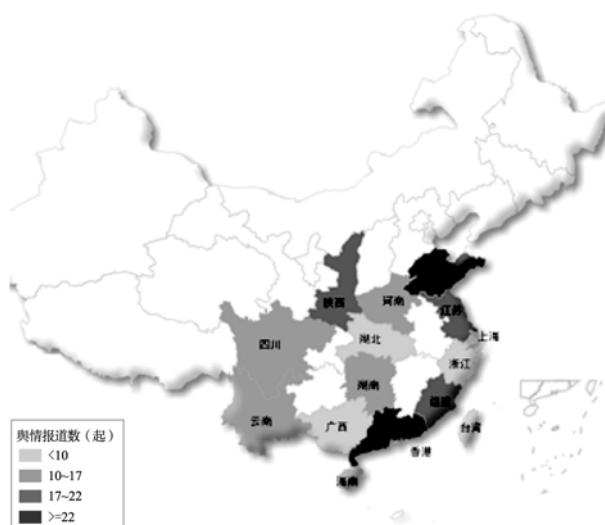 陕西
河南
江苏
上海
四川
湖北
浙江
湖南
福建
云南
广西
台湾
香港
海南
舆情报道数（起）
<10
10~17
17~22
>=22